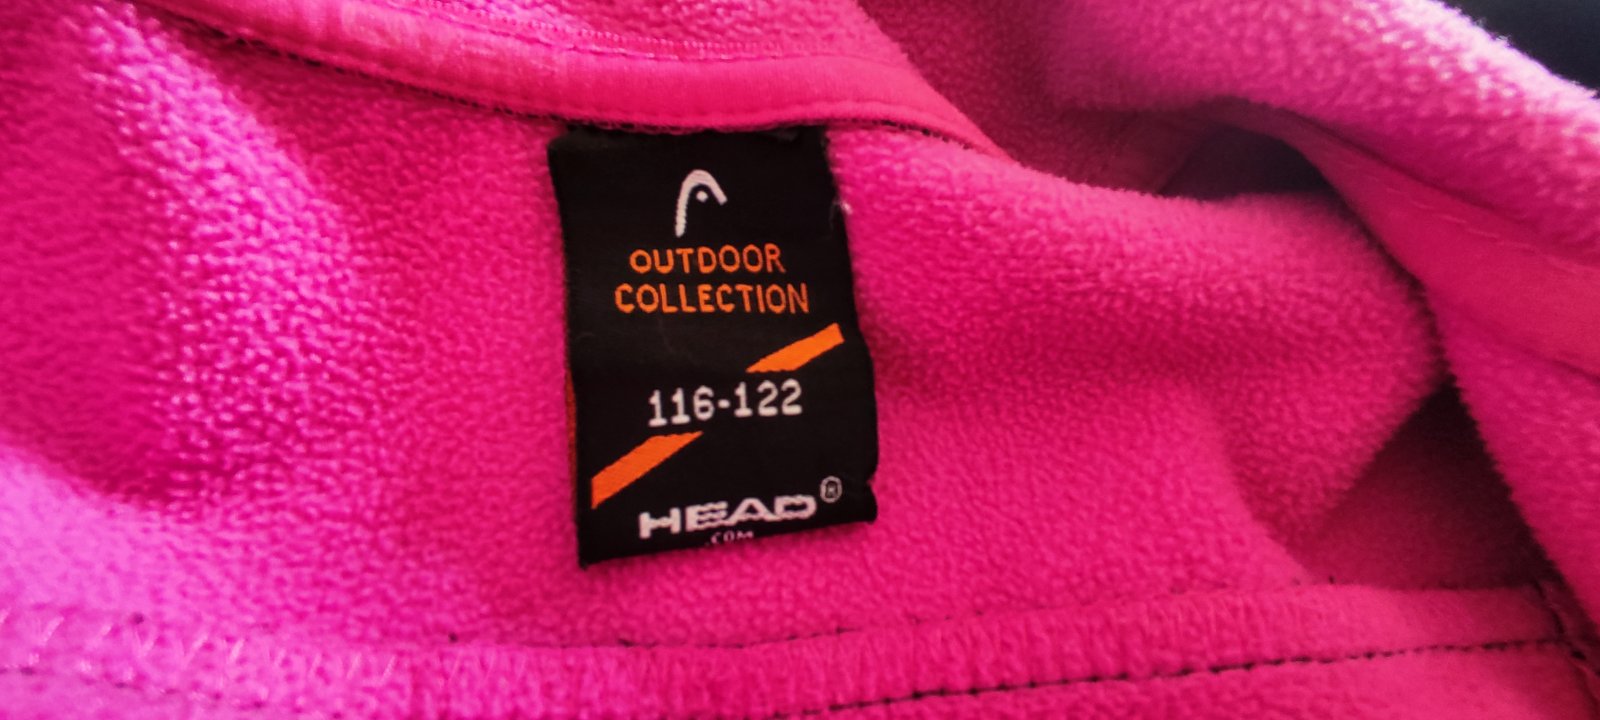 OUTDOOR
COLLECTION
116-122
HEAD®
.COM